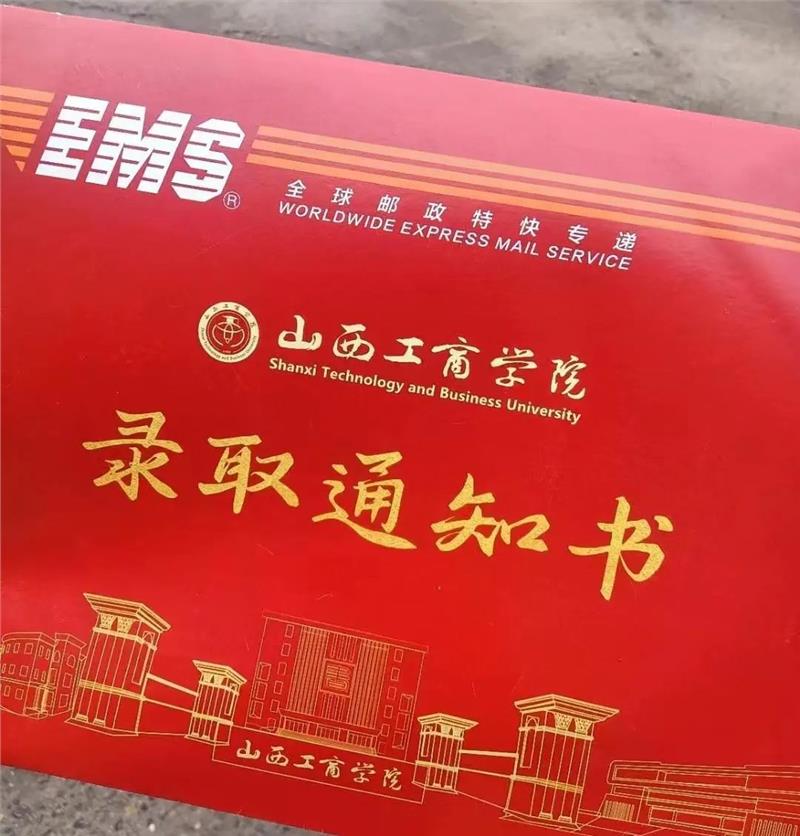 EMS
®
全球邮政特快专递
WORLDWIDE EXPRESS MAIL SERVICE
山西工商学院
Shanxi Technology and Business University
录取通知书
山西工商学院